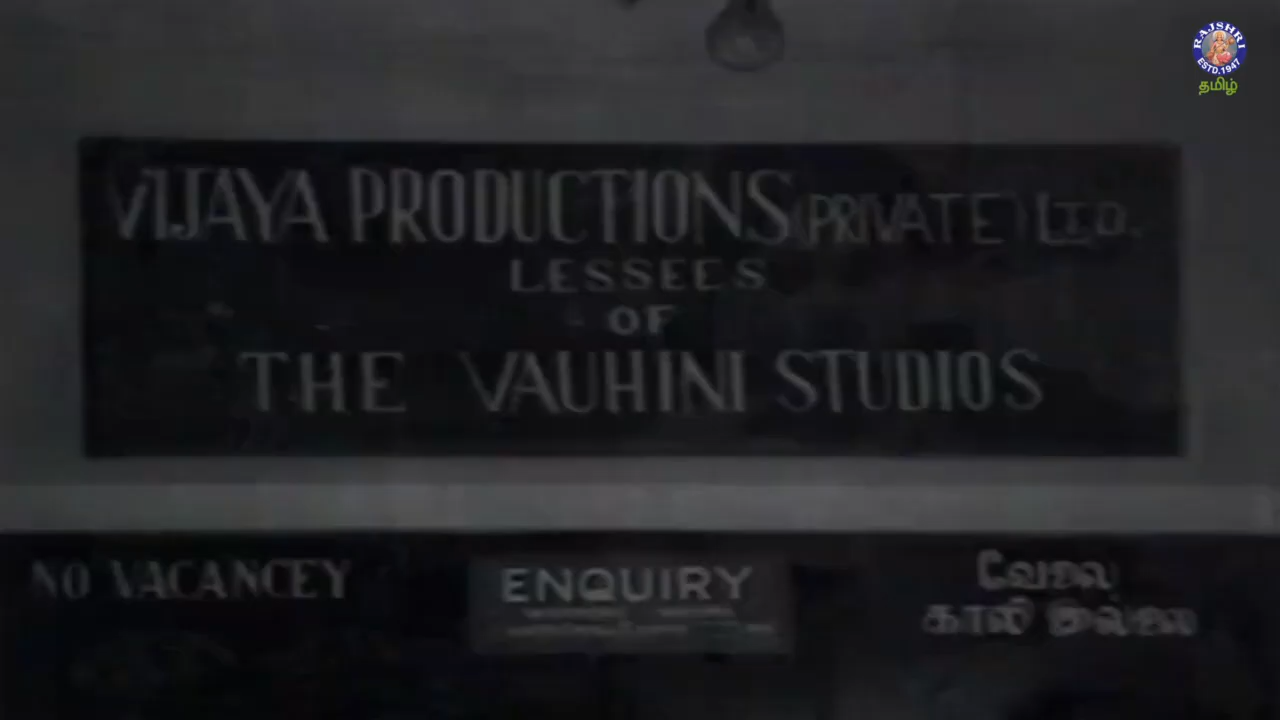 RAJSHRI
ESTD.1947
தமிழ்
VIJAYA PRODUCTIONS (PRIVATE) LTD.
LESSEES
OF
THE VAUHINI STUDIOS
NO VACANCEY
ENQUIRY
வேலை
காலி இல்லை